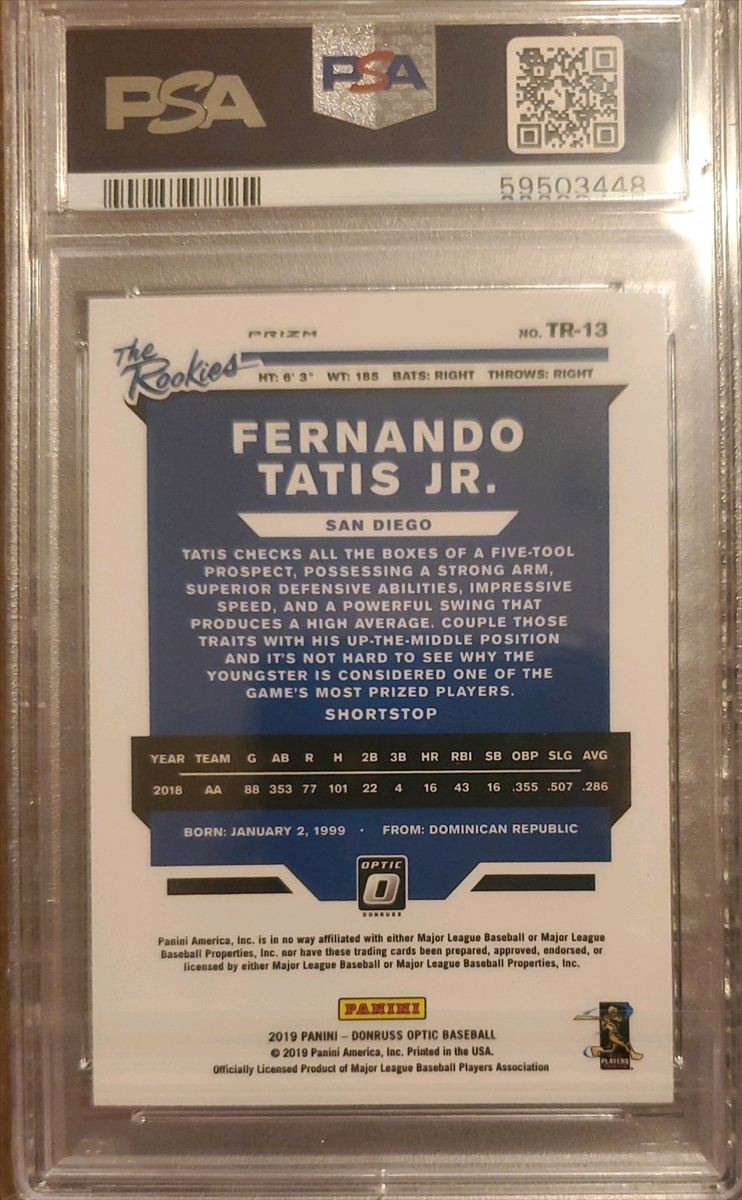 PSA
PSA
59503448
PRIZM
NO. TR-13
The
Rookies
HT: 6' 3" WT: 185 BATS: RIGHT THROWS: RIGHT
FERNANDO
TATIS JR.
SAN DIEGO
TATIS CHECKS ALL THE BOXES OF A FIVE-TOOL
PROSPECT, POSSESSING A STRONG ARM,
SUPERIOR DEFENSIVE ABILITIES, IMPRESSIVE
SPEED, AND A POWERFUL SWING THAT
PRODUCES A HIGH AVERAGE. COUPLE THOSE
TRAITS WITH HIS UP-THE-MIDDLE POSITION
AND IT'S NOT HARD TO SEE WHY THE
YOUNGSTER IS CONSIDERED ONE OF THE
GAME'S MOST PRIZED PLAYERS.
SHORTSTOP
YEAR TEAM G AB R H 2B 3B HR RBI SB OBP SLG AVG
2018 AA 88 353 77 101 22 4 16 43 16 .355 .507 .286
BORN: JANUARY 2, 1999 · FROM: DOMINICAN REPUBLIC
OPTIC
O
DONRUSS
Panini America, Inc. is in no way affiliated with either Major League Baseball or Major League
Baseball Properties, Inc. nor have these trading cards been prepared, approved, endorsed, or
licensed by either Major League Baseball or Major League Baseball Properties, Inc.
PANINI
2019 PANINI – DONRUSS OPTIC BASEBALL
© 2019 Panini America, Inc. Printed in the USA.
Officially Licensed Product of Major League Baseball Players Association
PLAYERS